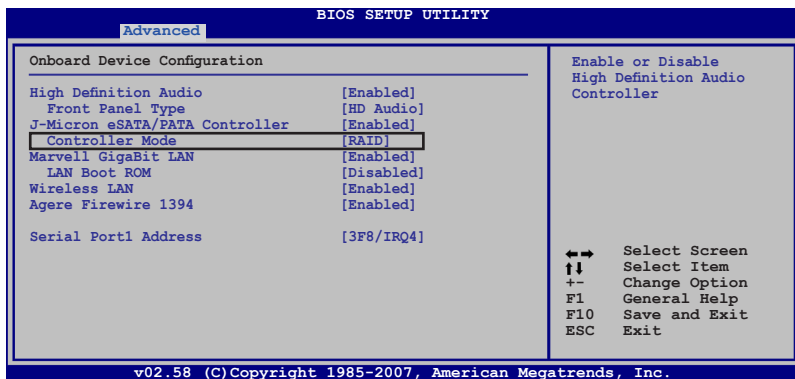 BIOS SETUP UTILITY
Advanced
Onboard Device Configuration
High Definition Audio [Enabled]
Front Panel Type [HD Audio]
J-Micron eSATA/PATA Controller [Enabled]
Controller Mode [RAID]
Marvell GigaBit LAN [Enabled]
LAN Boot ROM [Disabled]
Wireless LAN [Enabled]
Agere Firewire 1394 [Enabled]
Serial Port1 Address [3F8/IRQ4]
Enable or Disable
High Definition Audio
Controller
←→ Select Screen
↑↓ Select Item
+- Change Option
F1 General Help
F10 Save and Exit
ESC Exit
v02.58 (C)Copyright 1985-2007, American Megatrends, Inc.